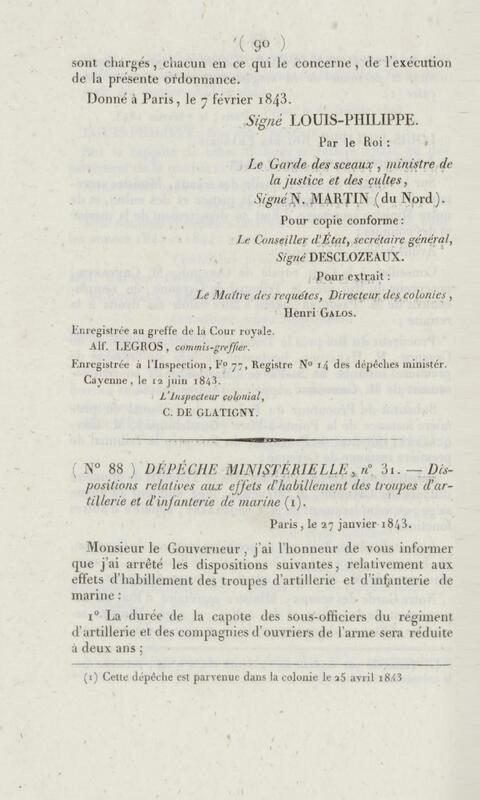 ( 90 )
sont chargés, chacun en ce qui le concerne, de l'exécution
de la présente ordonnance.
Donné à Paris, le 7 février 1843.
Signé LOUIS-PHILIPPE.
Par le Roi :
Le Garde des sceaux, ministre de
la justice et des cultes,
Signé N. MARTIN (du Nord).
Pour copie conforme :
Le Conseiller d'État, secrétaire général,
Signé DESCLOZEAUX.
Pour extrait :
Le Maître des requêtes, Directeur des colonies,
Henri GALOS.
Enregistrée au greffe de la Cour royale.
Alf. LEGROS, commis-greffier.
Enregistrée à l'Inspection, Fº 77, Registre Nº 14 des dépêches ministér.
Cayenne, le 12 juin 1843.
L'Inspecteur colonial,
C. DE GLATIGNY.
( Nº 88 ) DÉPÊCHE MINISTÉRIELLE, nº 31. — Dis-
positions relatives aux effets d'habillement des troupes d'ar-
tillerie et d'infanterie de marine (1).
Paris, le 27 janvier 1843.
Monsieur le Gouverneur, j'ai l'honneur de vous informer
que j'ai arrêté les dispositions suivantes, relativement aux
effets d'habillement des troupes d'artillerie et d'infanterie de
marine :
1º La durée de la capote des sous-officiers du régiment
d'artillerie et des compagnies d'ouvriers de l'arme sera réduite
à deux ans ;
(1) Cette dépêche est parvenue dans la colonie le 25 avril 1843